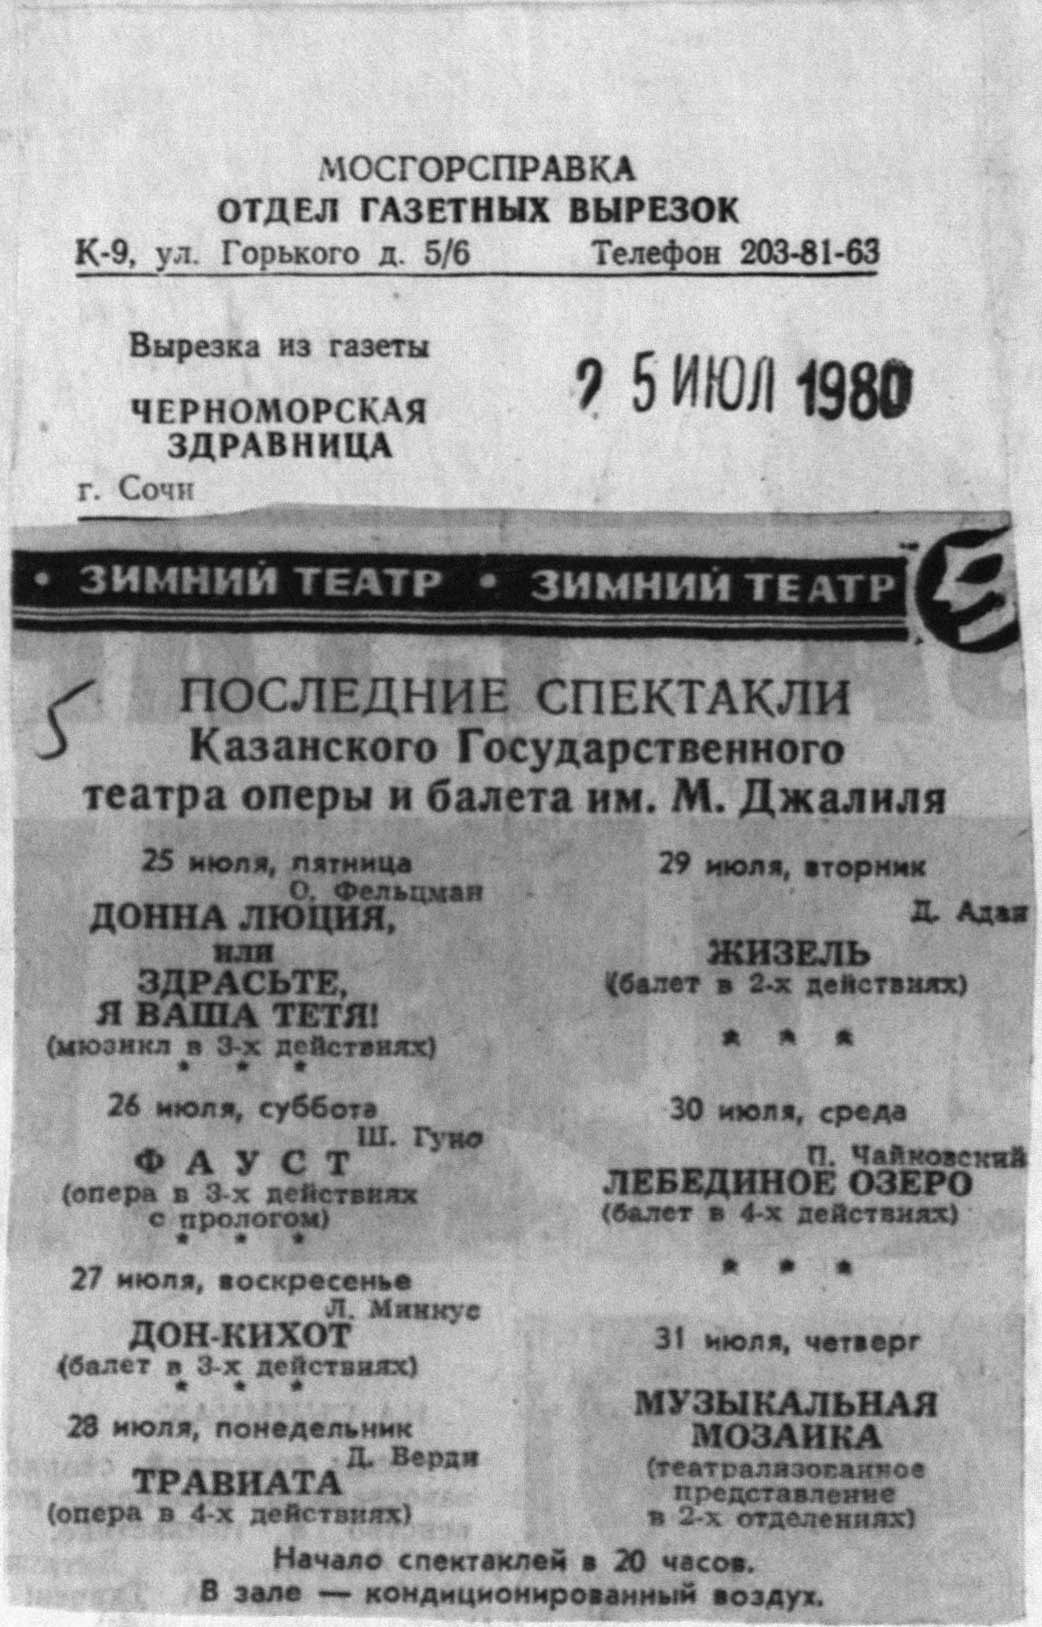 МОСГОРСПРАВКА
ОТДЕЛ ГАЗЕТНЫХ ВЫРЕЗОК
К-9, ул. Горького д. 5/6 Телефон 203-81-63
Вырезка из газеты
ЧЕРНОМОРСКАЯ
ЗДРАВНИЦА
г. Сочи
2 5 ИЮЛ 1980
• ЗИМНИЙ ТЕАТР • ЗИМНИЙ ТЕАТР
5
ПОСЛЕДНИЕ СПЕКТАКЛИ
Казанского Государственного
театра оперы и балета им. М. Джалиля
25 июля, пятница
О. Фельцман
ДОННА ЛЮЦИЯ,
или
ЗДРАСЬТЕ,
Я ВАША ТЕТЯ!
(мюзикл в 3-х действиях)
* * *
26 июля, суббота
Ш. Гуно
ФАУСТ
(опера в 3-х действиях
с прологом)
* * *
27 июля, воскресенье
Л. Минкус
ДОН-КИХОТ
(балет в 3-х действиях)
* * *
28 июля, понедельник
Д. Верди
ТРАВИАТА
(опера в 4-х действиях)
29 июля, вторник
Д. Адан
ЖИЗЕЛЬ
(балет в 2-х действиях)
* * *
30 июля, среда
П. Чайковский
ЛЕБЕДИНОЕ ОЗЕРО
(балет в 4-х действиях)
* * *
31 июля, четверг
МУЗЫКАЛЬНАЯ
МОЗАИКА
(театрализованное
представление
в 2-х отделениях)
Начало спектаклей в 20 часов.
В зале — кондиционированный воздух.